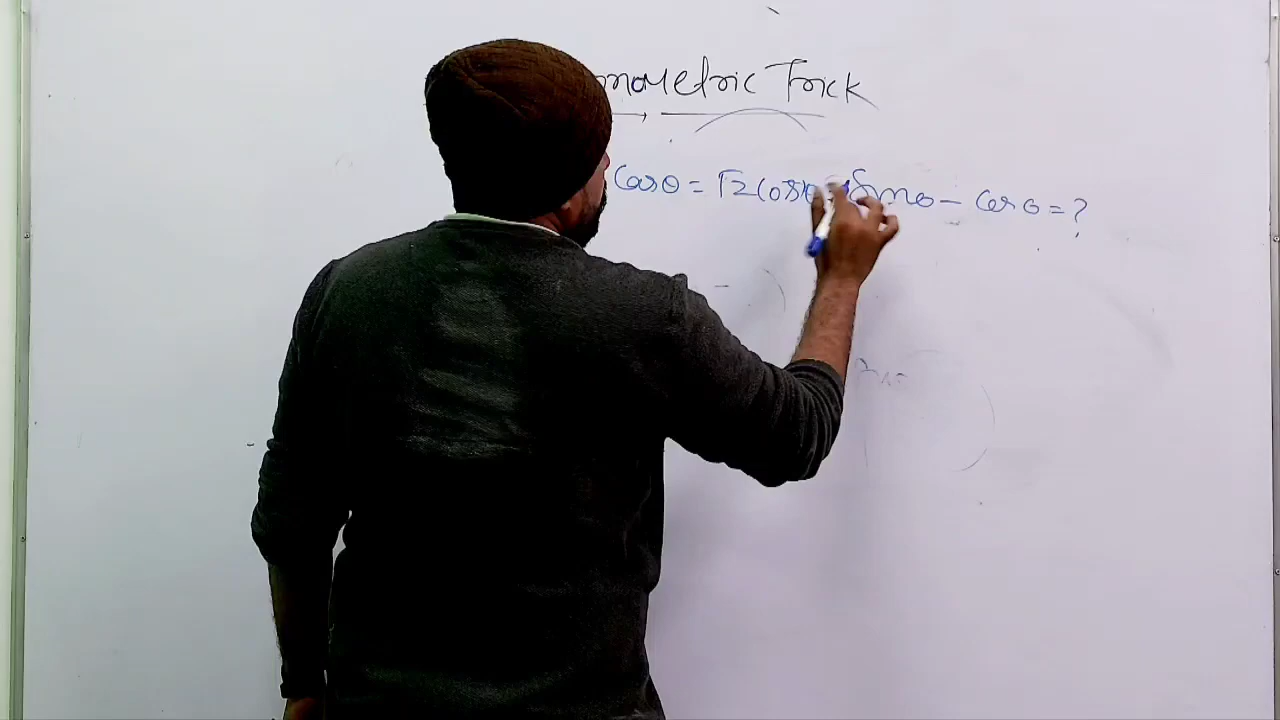 nometric Trick
Cosθ = √2 Cosθ Sinθ - Cosθ = ?